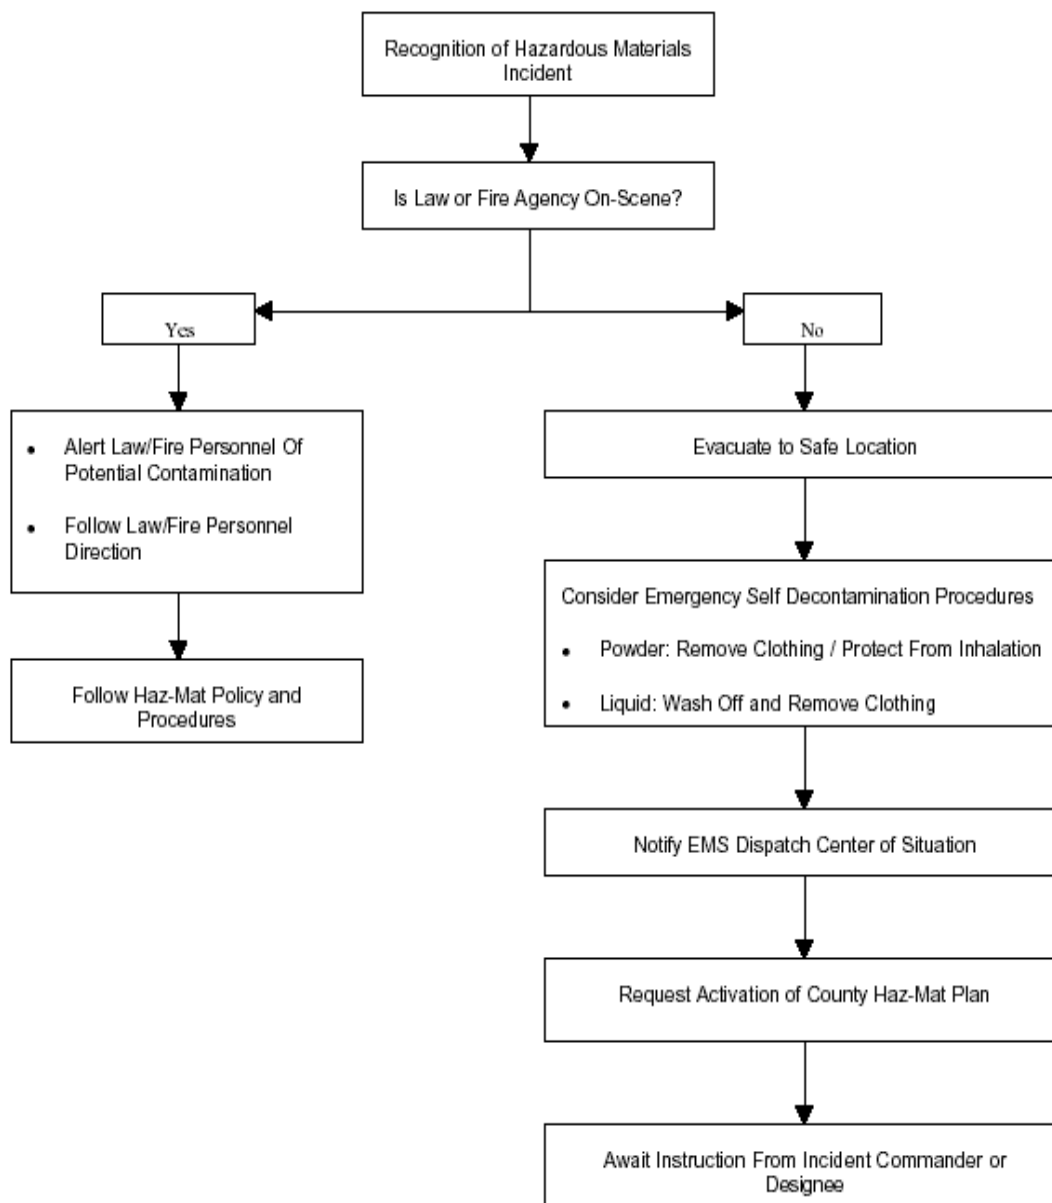 Recognition of Hazardous Materials
Incident
Is Law or Fire Agency On-Scene?
Yes
No
• Alert Law/Fire Personnel Of
Potential Contamination
• Follow Law/Fire Personnel
Direction
Follow Haz-Mat Policy and
Procedures
Evacuate to Safe Location
Consider Emergency Self Decontamination Procedures
• Powder: Remove Clothing / Protect From Inhalation
• Liquid: Wash Off and Remove Clothing
Notify EMS Dispatch Center of Situation
Request Activation of County Haz-Mat Plan
Await Instruction From Incident Commander or
Designee